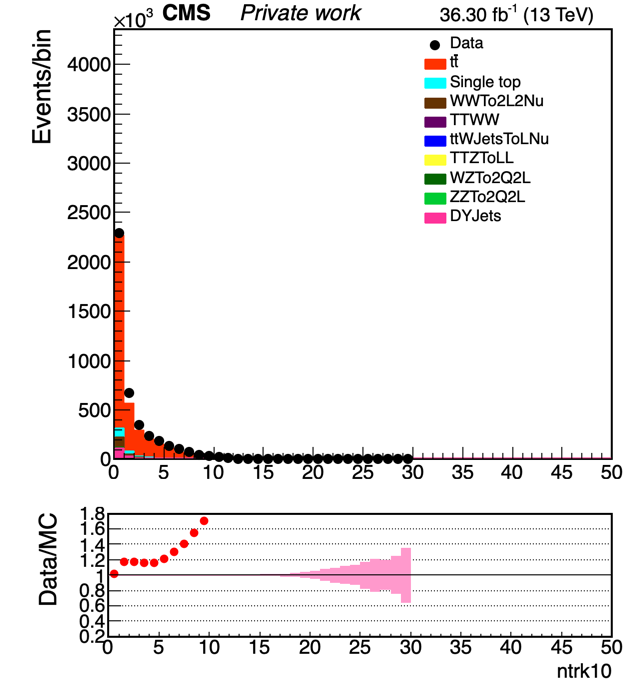 ×10³ CMS Private work 36.30 fb⁻¹ (13 TeV)
Events/bin
4000
3500
3000
2500
2000
1500
1000
500
0
0 5 10 15 20 25 30 35 40 45 50
Data
tt̄
Single top
WWTo2L2Nu
TTWW
ttWJetsToLNu
TTZToLL
WZTo2Q2L
ZZTo2Q2L
DYJets
Data/MC
1.8
1.6
1.4
1.2
1
0.8
0.6
0.4
0.2
0 5 10 15 20 25 30 35 40 45 50
ntrk10